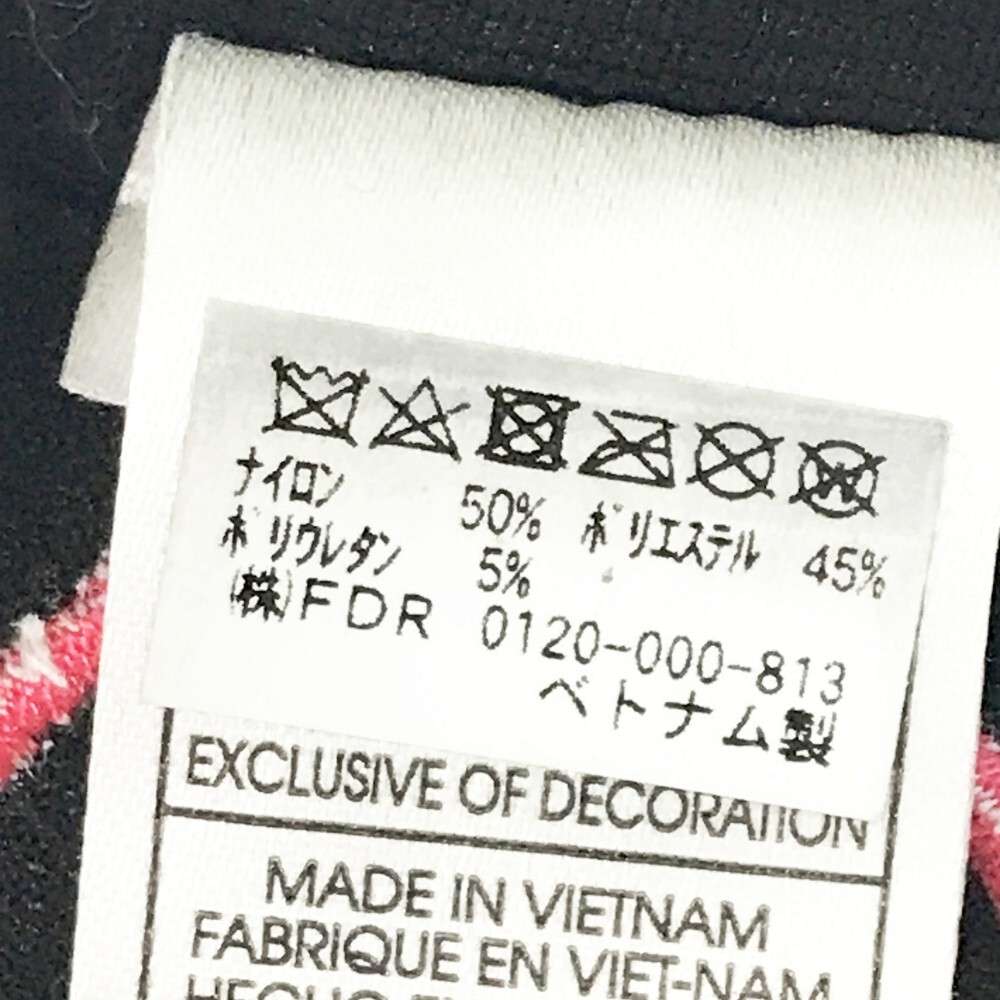 ナイロン 50% ポリエステル 45%
ポリウレタン 5%
(株)FDR 0120-000-813
ベトナム製
EXCLUSIVE OF DECORATION
MADE IN VIETNAM
FABRIQUE EN VIET-NAM
HECHO